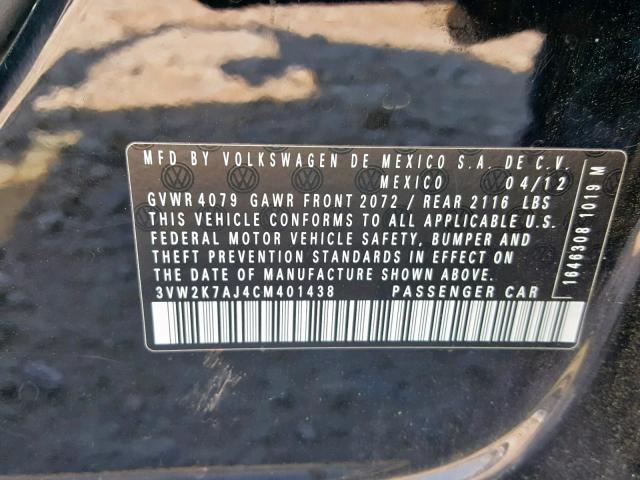 MFD BY VOLKSWAGEN DE MEXICO S.A. DE C.V.
MEXICO 04/12
GVWR 4079 GAWR FRONT 2072 / REAR 2116 LBS
THIS VEHICLE CONFORMS TO ALL APPLICABLE U.S.
FEDERAL MOTOR VEHICLE SAFETY, BUMPER AND
THEFT PREVENTION STANDARDS IN EFFECT ON
THE DATE OF MANUFACTURE SHOWN ABOVE.
3VW2K7AJ4CM401438 PASSENGER CAR
1646308 1019 M